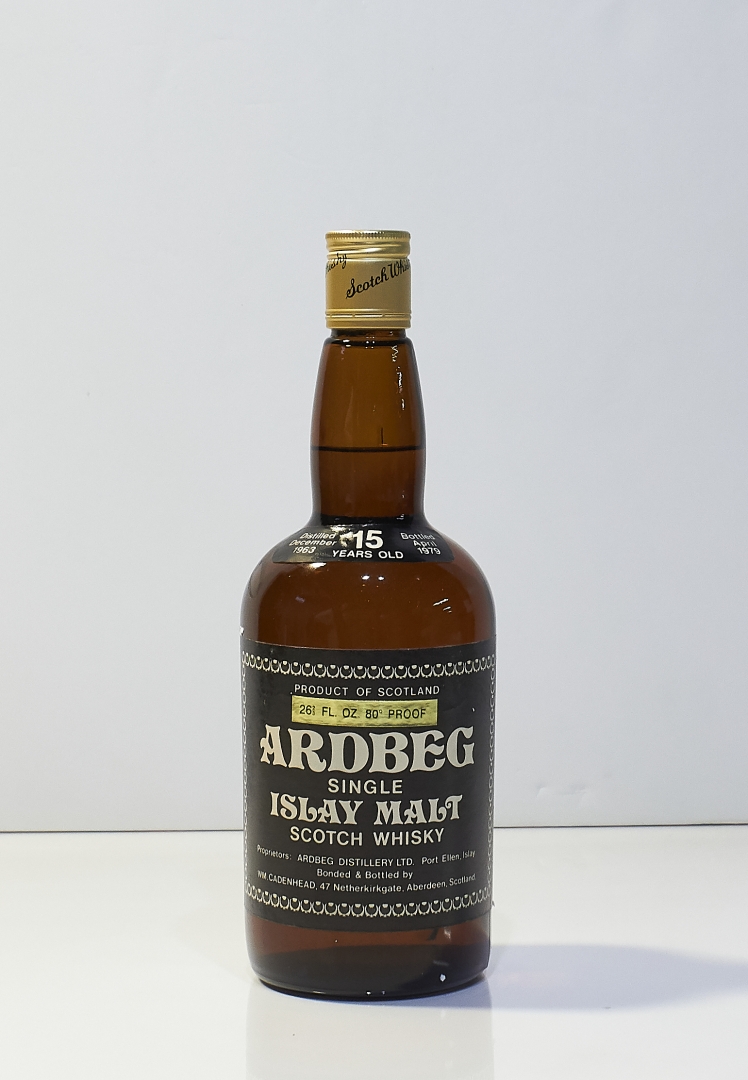 Scotch Whis
Distilled
December
1963
15
YEARS OLD
Bottled
April
1979
PRODUCT OF SCOTLAND
26⅔ FL. OZ. 80° PROOF
ARDBEG
SINGLE
ISLAY MALT
SCOTCH WHISKY
Proprietors: ARDBEG DISTILLERY LTD. Port Ellen, Islay
Bonded & Bottled by
WM. CADENHEAD, 47 Netherkirkgate, Aberdeen, Scotland.